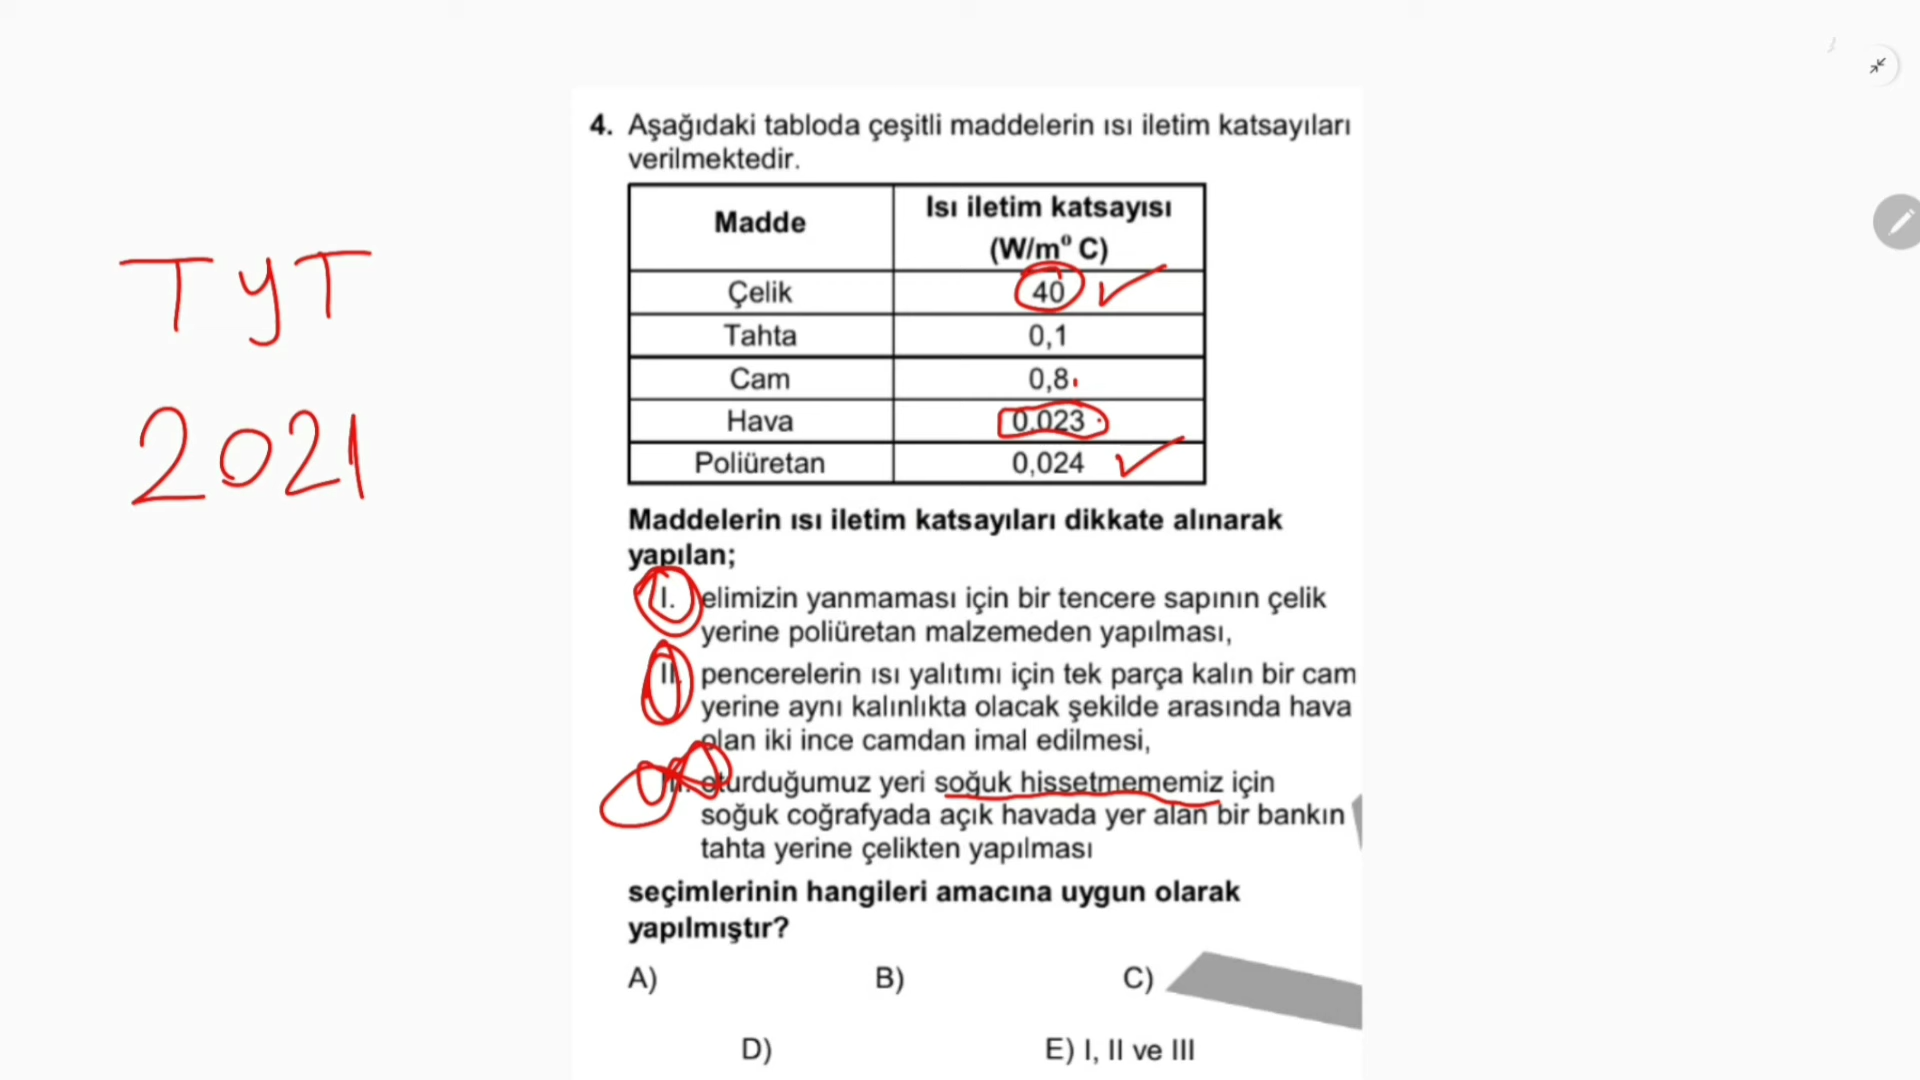 TYT
2021
4. Aşağıdaki tabloda çeşitli maddelerin ısı iletim katsayıları
verilmektedir.
Madde
Isı iletim katsayısı
(W/m⁰ C)
Çelik 40
Tahta 0,1
Cam 0,8
Hava 0,023
Poliüretan 0,024
Maddelerin ısı iletim katsayıları dikkate alınarak
yapılan;
I. elimizin yanmaması için bir tencere sapının çelik
yerine poliüretan malzemeden yapılması,
II. pencerelerin ısı yalıtımı için tek parça kalın bir cam
yerine aynı kalınlıkta olacak şekilde arasında hava
olan iki ince camdan imal edilmesi,
III. oturduğumuz yeri soğuk hissetmememiz için
soğuk coğrafyada açık havada yer alan bir bankın
tahta yerine çelikten yapılması
seçimlerinin hangileri amacına uygun olarak
yapılmıştır?
A) B) C)
D) E) I, II ve III